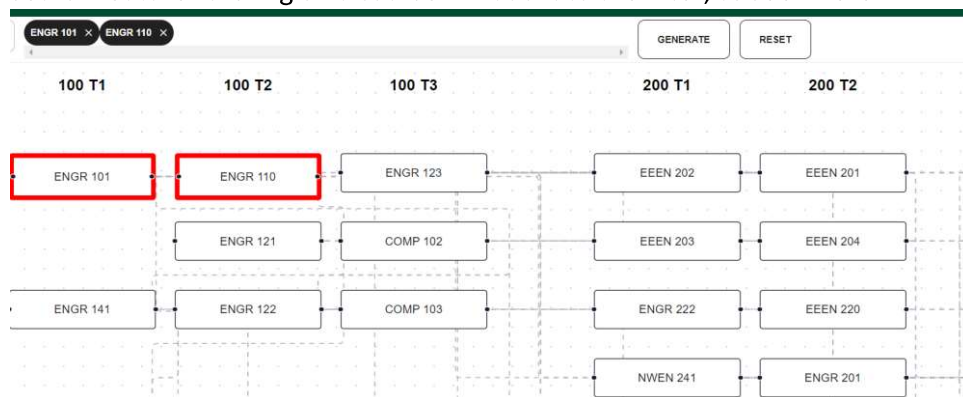 ENGR 101 × ENGR 110 ×
GENERATE RESET
100 T1 100 T2 100 T3 200 T1 200 T2
ENGR 101 ENGR 110 ENGR 123 EEEN 202 EEEN 201
ENGR 121 COMP 102 EEEN 203 EEEN 204
ENGR 141 ENGR 122 COMP 103 ENGR 222 EEEN 220
NWEN 241 ENGR 201